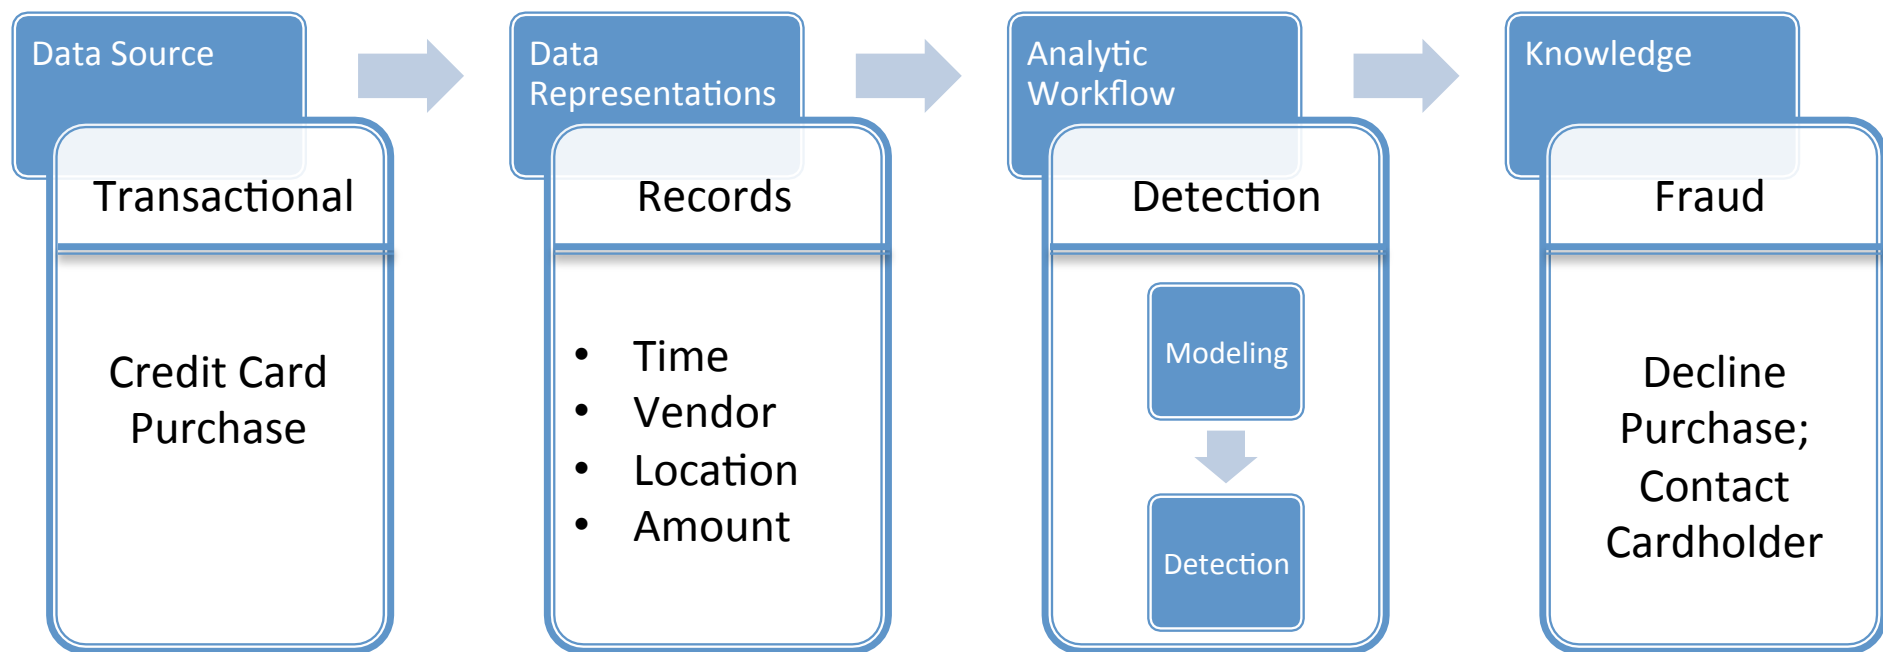 Data Source
Transactional
Credit Card
Purchase
Data
Representations
Records
• Time
• Vendor
• Location
• Amount
Analytic
Workflow
Detection
Modeling
Detection
Knowledge
Fraud
Decline
Purchase;
Contact
Cardholder